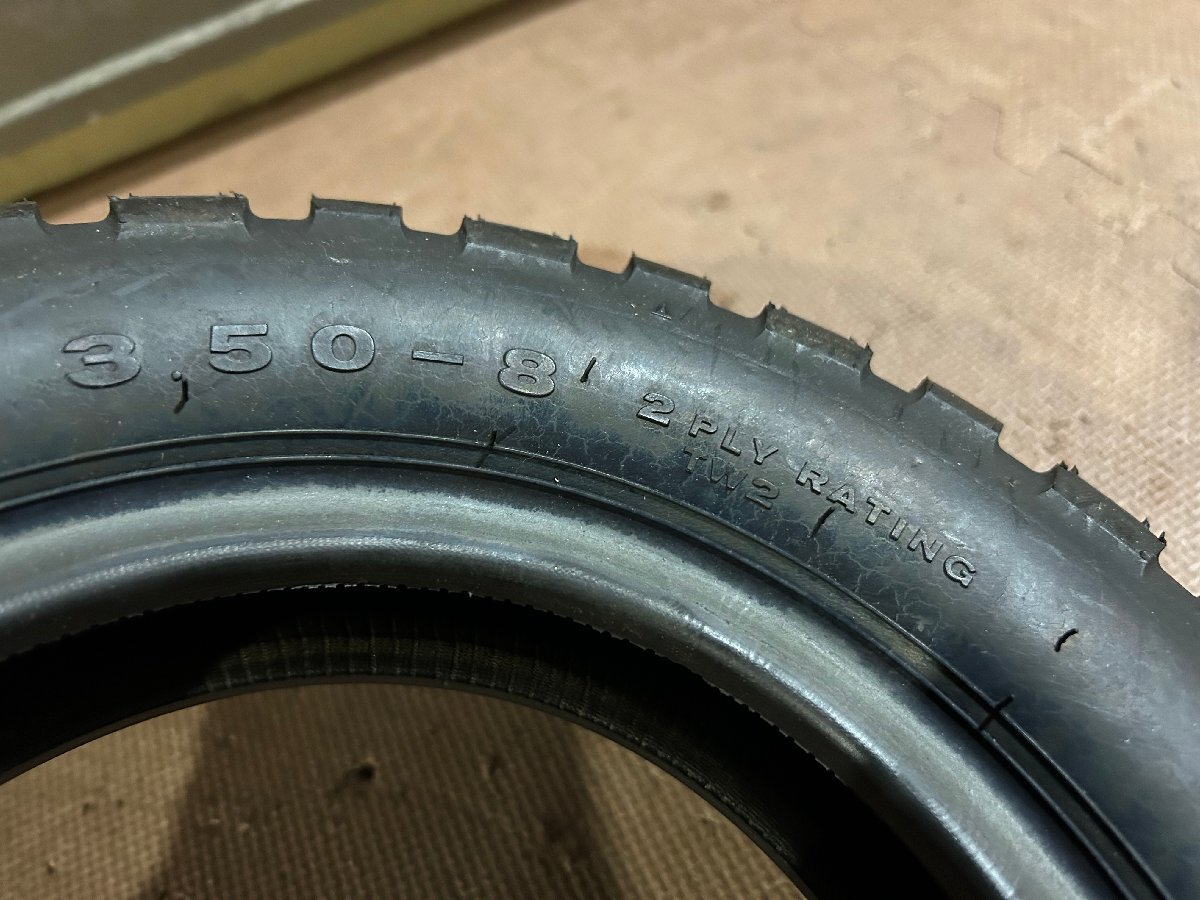 3.50-8
2 PLY RATING
TW2